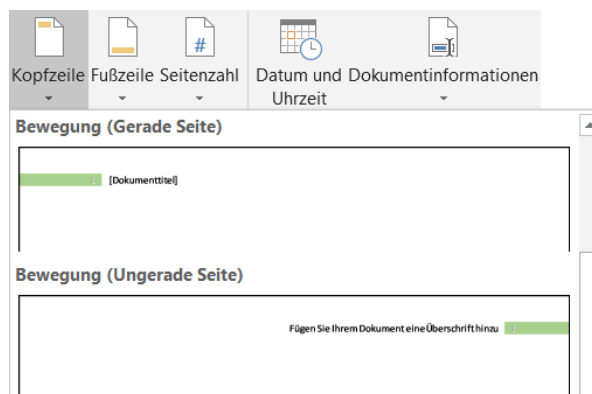 #
Kopfzeile Fußzeile Seitenzahl Datum und Dokumentinformationen
Uhrzeit
Bewegung (Gerade Seite)
[Dokumenttitel]
Bewegung (Ungerade Seite)
Fügen Sie Ihrem Dokument eine Überschrift hinzu